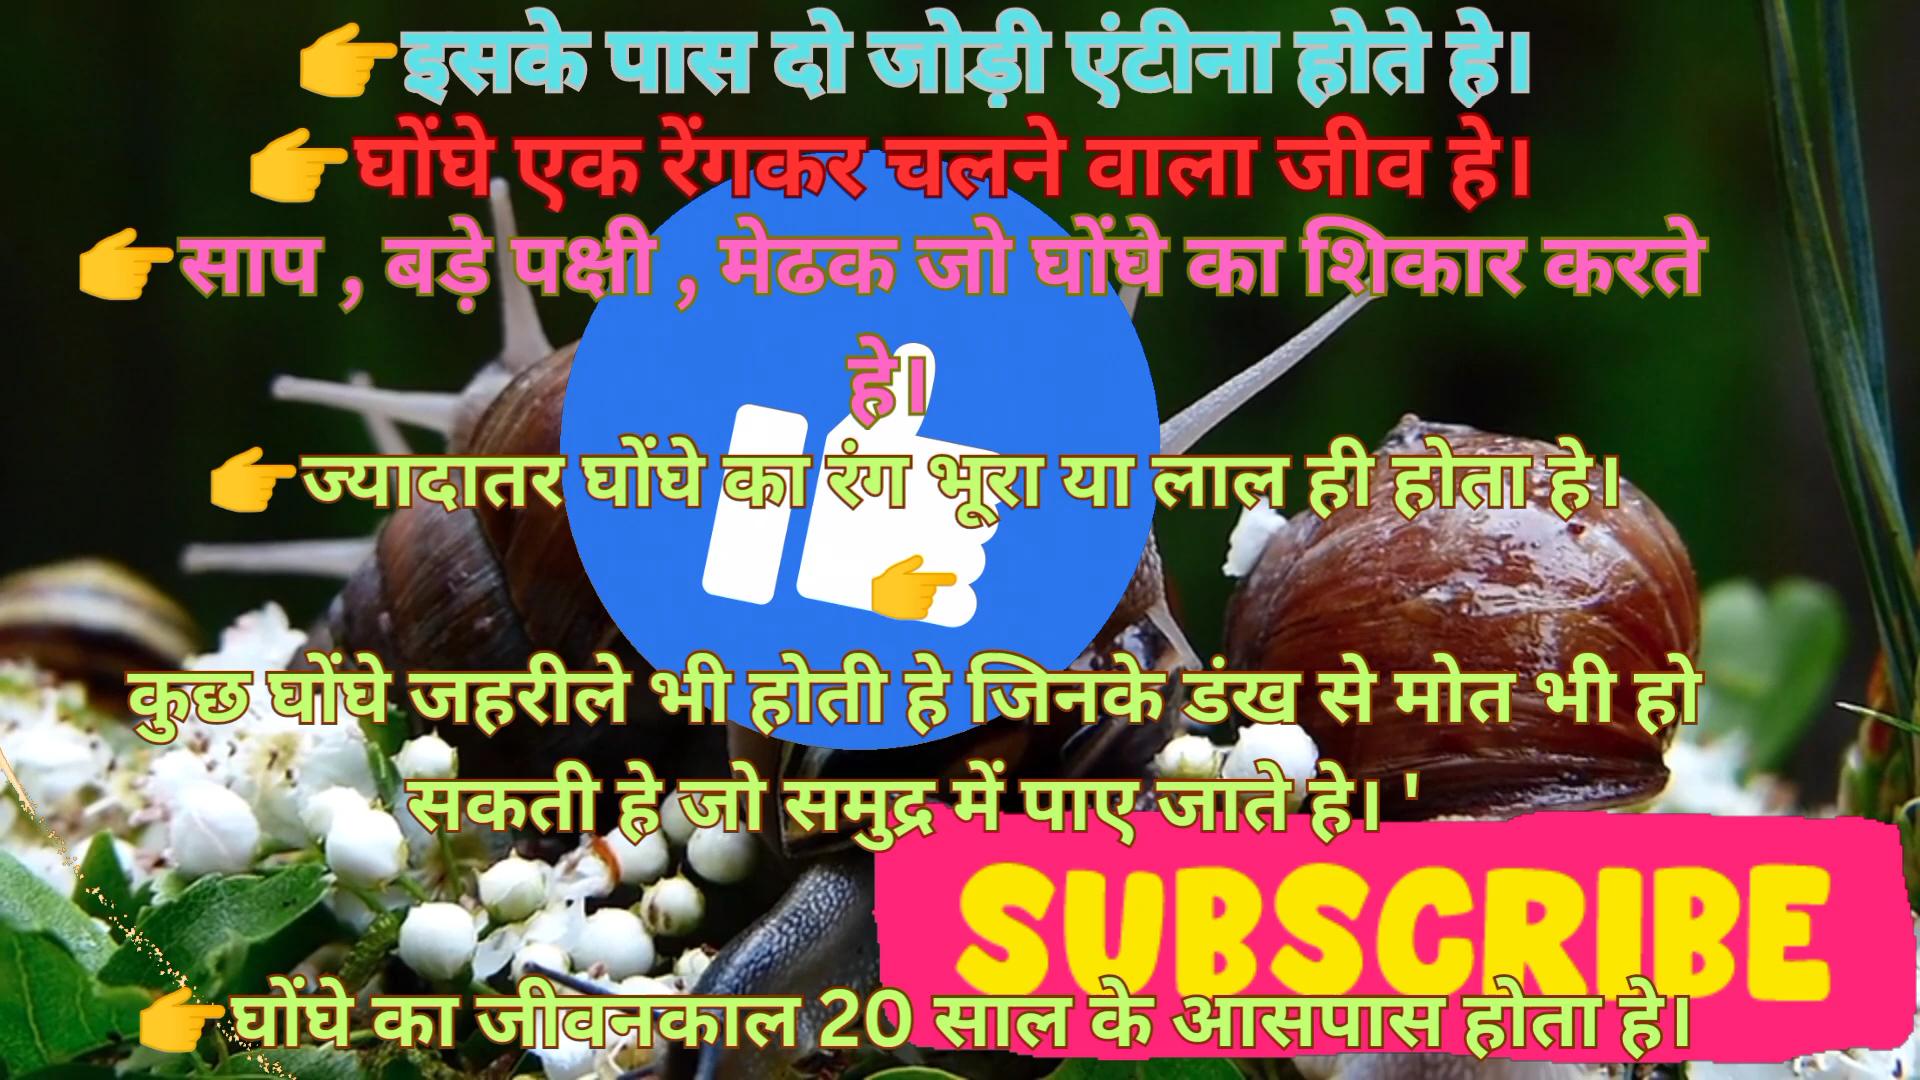 👉इसके पास दो जोड़ी एंटीना होते हे।
👉घोंघे एक रेंगकर चलने वाला जीव हे।
👉साप , बड़े पक्षी , मेढक जो घोंघे का शिकार करते
हे।
👉ज्यादातर घोंघे का रंग भूरा या लाल ही होता हे।
👉
कुछ घोंघे जहरीले भी होती हे जिनके डंख से मोत भी हो
सकती हे जो समुद्र में पाए जाते हे। '
SUBSCRIBE
👉घोंघे का जीवनकाल 20 साल के आसपास होता हे।